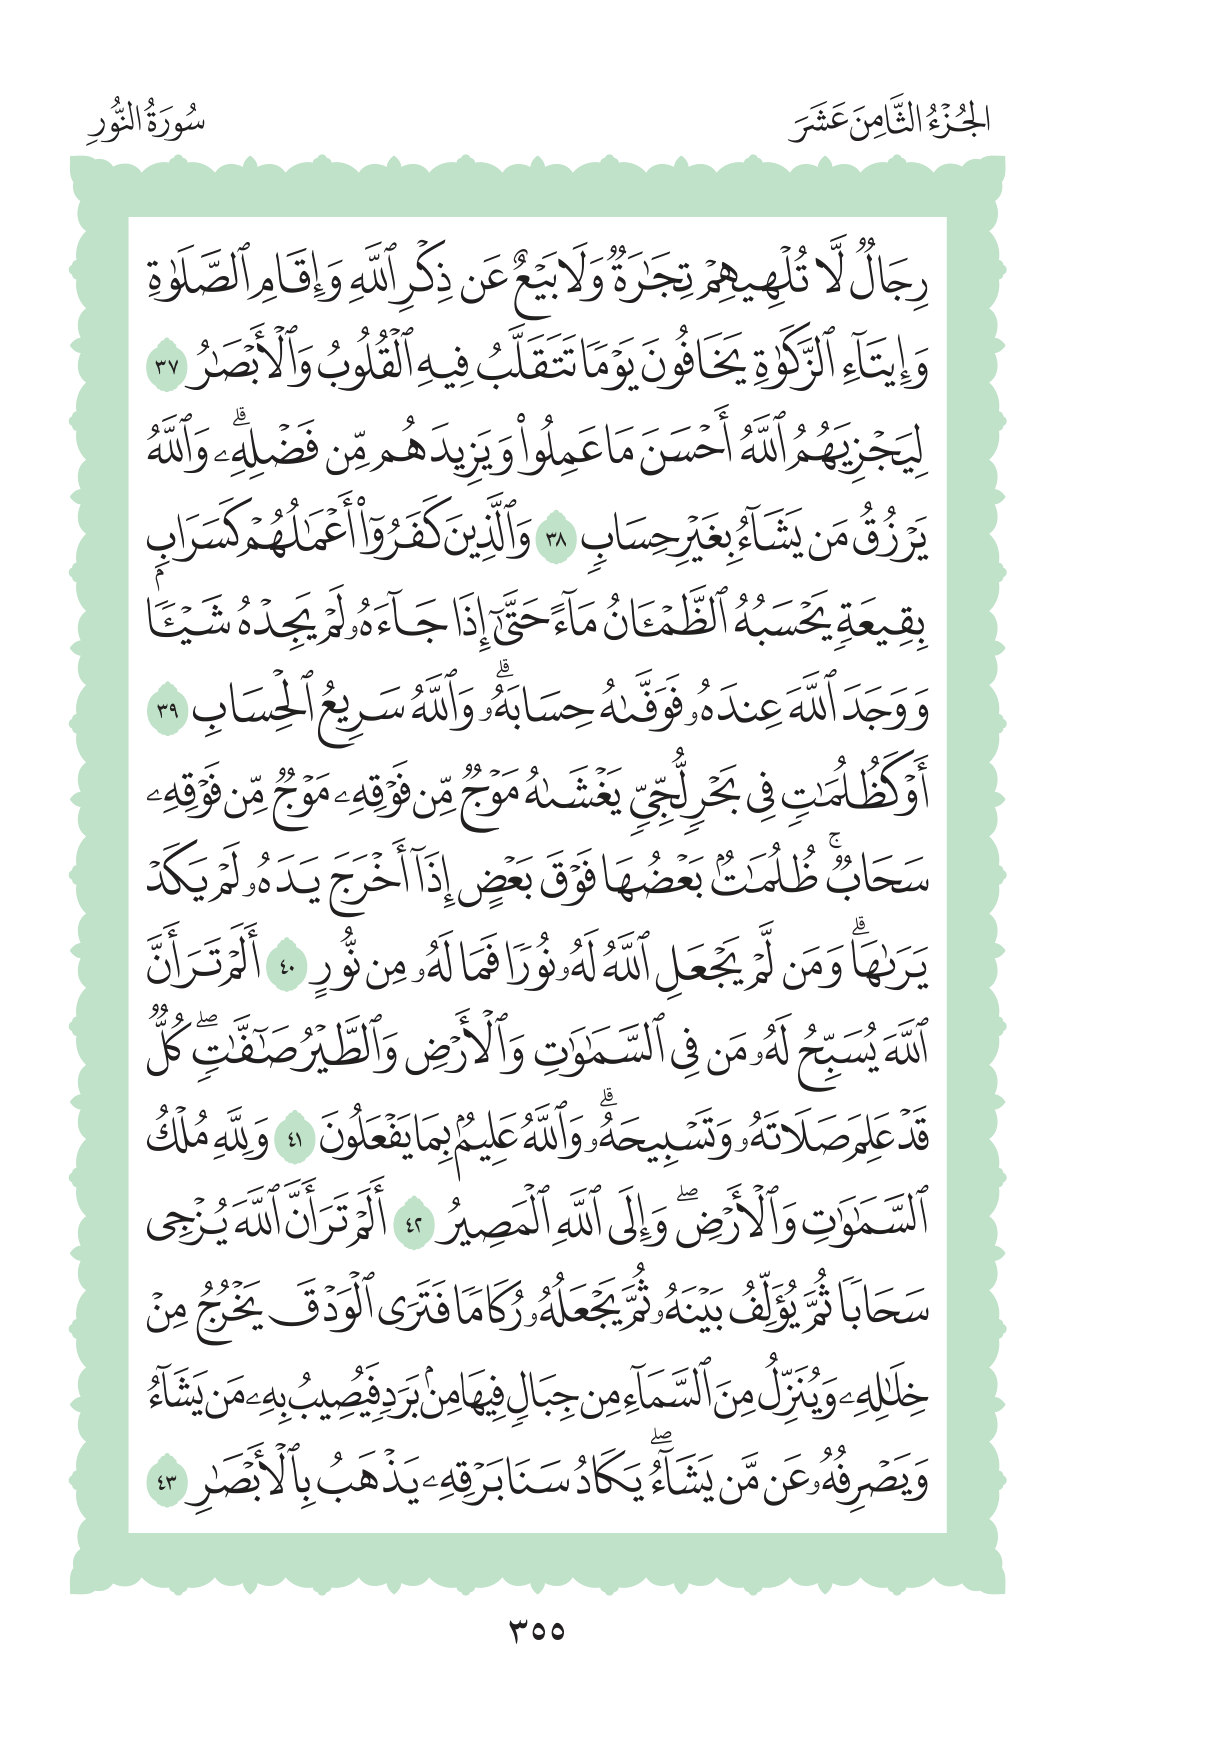 الجُزْءُ الثَّامِنَ عَشَرَ
سُورَةُ النُّورِ
رِجَالٞ لَّا تُلۡهِيهِمۡ تِجَٰرَةٞ وَلَا بَيۡعٌ عَن ذِكۡرِ ٱللَّهِ وَإِقَامِ ٱلصَّلَوٰةِ
وَإِيتَآءِ ٱلزَّكَوٰةِ يَخَافُونَ يَوۡمٗا تَتَقَلَّبُ فِيهِ ٱلۡقُلُوبُ وَٱلۡأَبۡصَٰرُ ٣٧
لِيَجۡزِيَهُمُ ٱللَّهُ أَحۡسَنَ مَا عَمِلُواْ وَيَزِيدَهُم مِّن فَضۡلِهِۦۗ وَٱللَّهُ
يَرۡزُقُ مَن يَشَآءُ بِغَيۡرِ حِسَابٖ ٣٨ وَٱلَّذِينَ كَفَرُوٓاْ أَعۡمَٰلُهُمۡ كَسَرَابِۭ
بِقِيعَةٖ يَحۡسَبُهُ ٱلظَّمۡـَٔانُ مَآءً حَتَّىٰٓ إِذَا جَآءَهُۥ لَمۡ يَجِدۡهُ شَيۡـٔٗا
وَوَجَدَ ٱللَّهَ عِندَهُۥ فَوَفَّىٰهُ حِسَابَهُۥۗ وَٱللَّهُ سَرِيعُ ٱلۡحِسَابِ ٣٩
أَوۡ كَظُلُمَٰتٖ فِي بَحۡرٖ لُّجِّيّٖ يَغۡشَىٰهُ مَوۡجٞ مِّن فَوۡقِهِۦ مَوۡجٞ مِّن فَوۡقِهِۦ
سَحَابٞۚ ظُلُمَٰتُۢ بَعۡضُهَا فَوۡقَ بَعۡضٍ إِذَآ أَخۡرَجَ يَدَهُۥ لَمۡ يَكَدۡ
يَرَىٰهَاۗ وَمَن لَّمۡ يَجۡعَلِ ٱللَّهُ لَهُۥ نُورٗا فَمَا لَهُۥ مِن نُّورٍ ٤٠ أَلَمۡ تَرَ أَنَّ
ٱللَّهَ يُسَبِّحُ لَهُۥ مَن فِي ٱلسَّمَٰوَٰتِ وَٱلۡأَرۡضِ وَٱلطَّيۡرُ صَٰٓفَّٰتٖۖ كُلّٞ
قَدۡ عَلِمَ صَلَاتَهُۥ وَتَسۡبِيحَهُۥۗ وَٱللَّهُ عَلِيمُۢ بِمَا يَفۡعَلُونَ ٤١ وَلِلَّهِ مُلۡكُ
ٱلسَّمَٰوَٰتِ وَٱلۡأَرۡضِۖ وَإِلَى ٱللَّهِ ٱلۡمَصِيرُ ٤٢ أَلَمۡ تَرَ أَنَّ ٱللَّهَ يُزۡجِي
سَحَابٗا ثُمَّ يُؤَلِّفُ بَيۡنَهُۥ ثُمَّ يَجۡعَلُهُۥ رُكَامٗا فَتَرَى ٱلۡوَدۡقَ يَخۡرُجُ مِنۡ
خِلَٰلِهِۦ وَيُنَزِّلُ مِنَ ٱلسَّمَآءِ مِن جِبَالٖ فِيهَا مِنۢ بَرَدٖ فَيُصِيبُ بِهِۦ مَن يَشَآءُ
وَيَصۡرِفُهُۥ عَن مَّن يَشَآءُۖ يَكَادُ سَنَا بَرۡقِهِۦ يَذۡهَبُ بِٱلۡأَبۡصَٰرِ ٤٣
٣٥٥